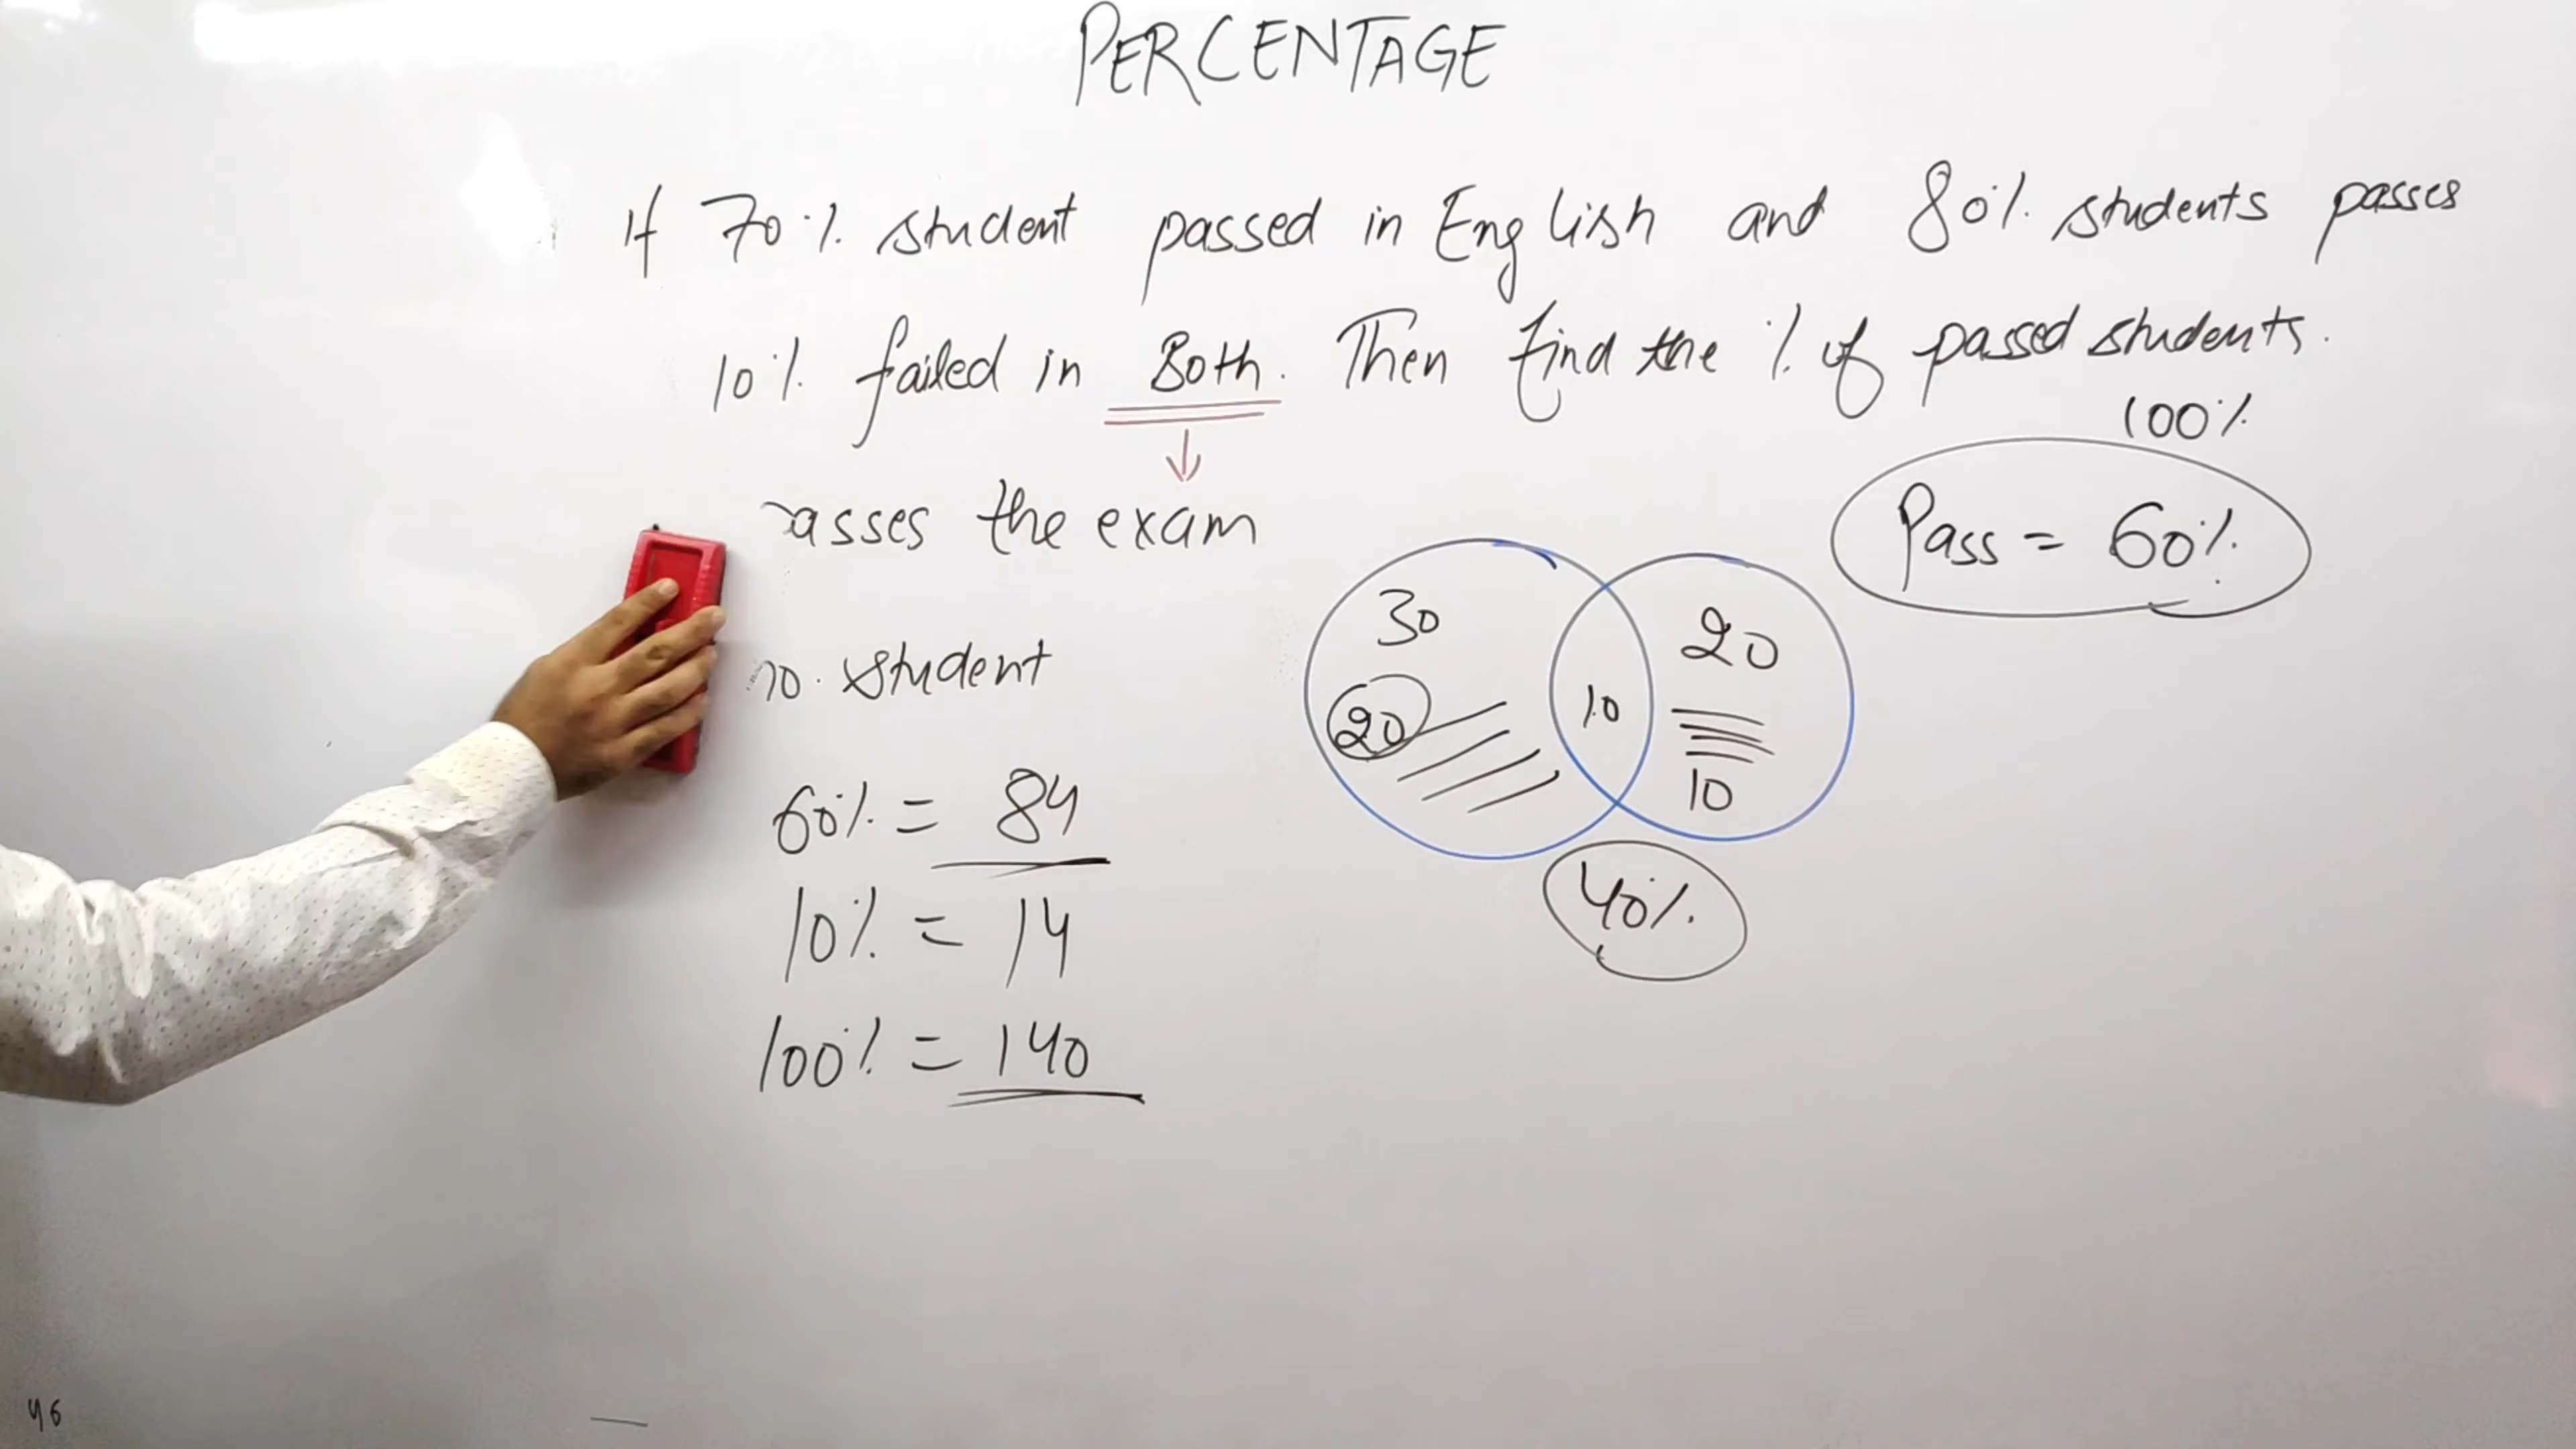 PERCENTAGE
If 70% student passed in English and 80% students passes
10% failed in Both. Then find the % of passed students.
100%
Pass = 60%
asses the exam
30
20
20
10
10
no. student
60% = 84
40%
10% = 14
100% = 140
46